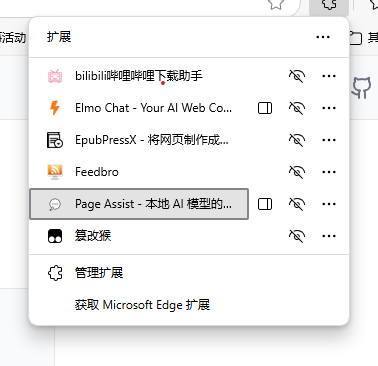 扩展
bilibili哔哩哔哩下载助手
Elmo Chat - Your AI Web Co...
EpubPressX - 将网页制作成...
Feedbro
Page Assist - 本地 AI 模型的...
篡改猴
管理扩展
获取 Microsoft Edge 扩展
活动
其